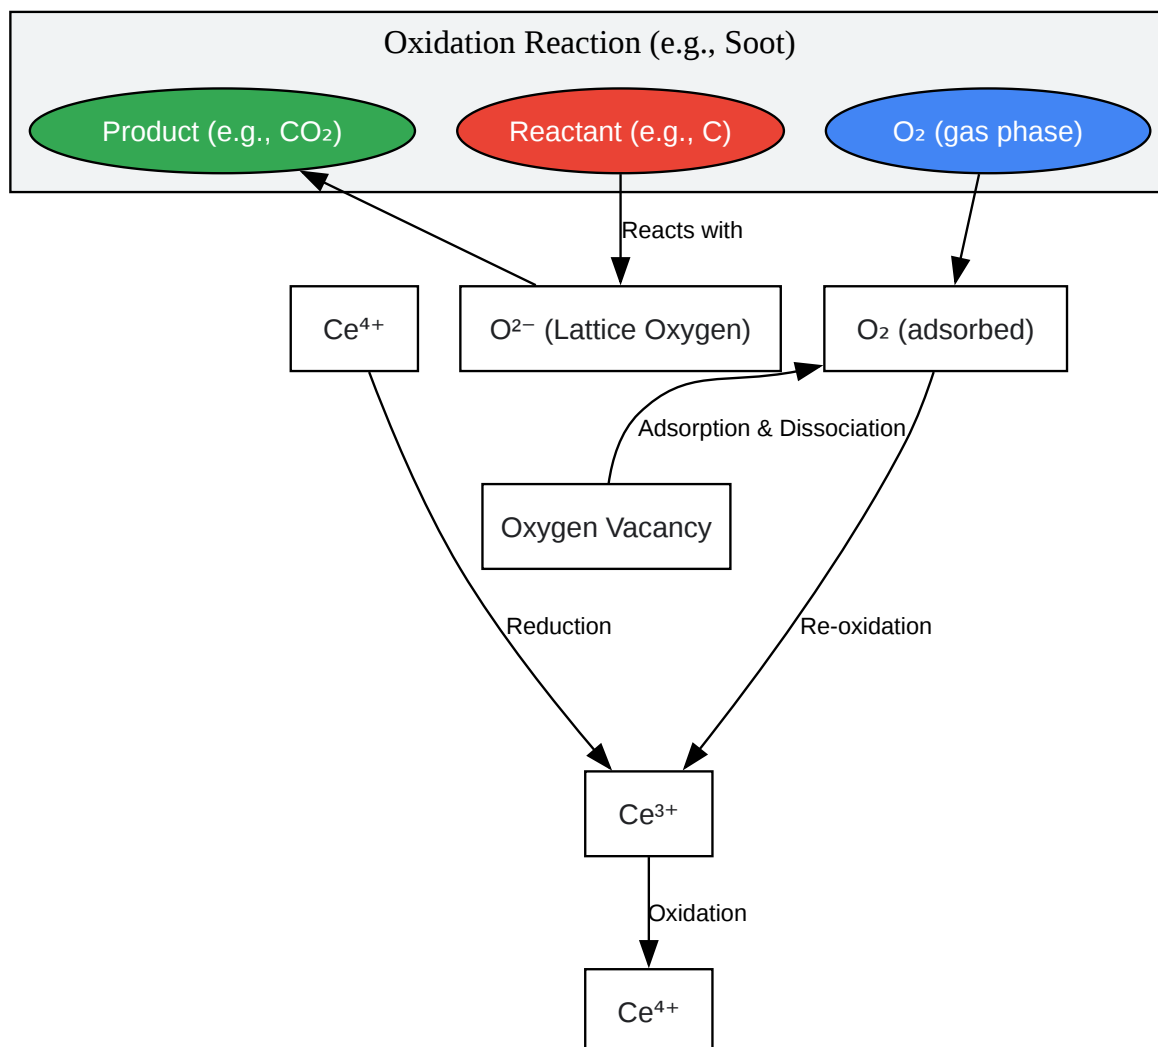 Oxidation Reaction (e.g., Soot)
Product (e.g., CO₂)
Reactant (e.g., C)
O₂ (gas phase)
Reacts with
Ce⁴⁺
O²⁻ (Lattice Oxygen)
O₂ (adsorbed)
Adsorption & Dissociation
Oxygen Vacancy
Reduction
Re-oxidation
Ce³⁺
Oxidation
Ce⁴⁺